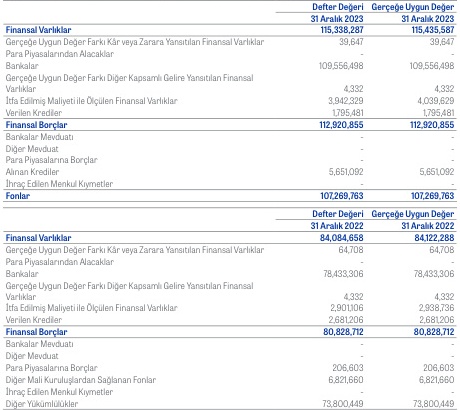 Defter Değeri Gerçeğe Uygun Değer
31 Aralık 2023 31 Aralık 2023
Finansal Varlıklar 115,338,287 115,435,587
Gerçeğe Uygun Değer Farkı Kâr veya Zarara Yansıtılan Finansal Varlıklar 39,647 39,647
Para Piyasalarından Alacaklar - -
Bankalar 109,556,498 109,556,498
Gerçeğe Uygun Değer Farkı Diğer Kapsamlı Gelire Yansıtılan Finansal
Varlıklar 4,332 4,332
İtfa Edilmiş Maliyeti ile Ölçülen Finansal Varlıklar 3,942,329 4,039,629
Verilen Krediler 1,795,481 1,795,481
Finansal Borçlar 112,920,855 112,920,855
Bankalar Mevduatı - -
Diğer Mevduat - -
Para Piyasalarına Borçlar - -
Alınan Krediler 5,651,092 5,651,092
İhraç Edilen Menkul Kıymetler - -
Fonlar 107,269,763 107,269,763
Defter Değeri Gerçeğe Uygun Değer
31 Aralık 2022 31 Aralık 2022
Finansal Varlıklar 84,084,658 84,122,288
Gerçeğe Uygun Değer Farkı Kâr veya Zarara Yansıtılan Finansal Varlıklar 64,708 64,708
Para Piyasalarından Alacaklar - -
Bankalar 78,433,306 78,433,306
Gerçeğe Uygun Değer Farkı Diğer Kapsamlı Gelire Yansıtılan Finansal
Varlıklar 4,332 4,332
İtfa Edilmiş Maliyeti ile Ölçülen Finansal Varlıklar 2,901,106 2,938,736
Verilen Krediler 2,681,206 2,681,206
Finansal Borçlar 80,828,712 80,828,712
Bankalar Mevduatı - -
Diğer Mevduat - -
Para Piyasalarına Borçlar 206,603 206,603
Diğer Mali Kuruluşlardan Sağlanan Fonlar 6,821,660 6,821,660
İhraç Edilen Menkul Kıymetler - -
Diğer Yükümlülükler 73,800,449 73,800,449